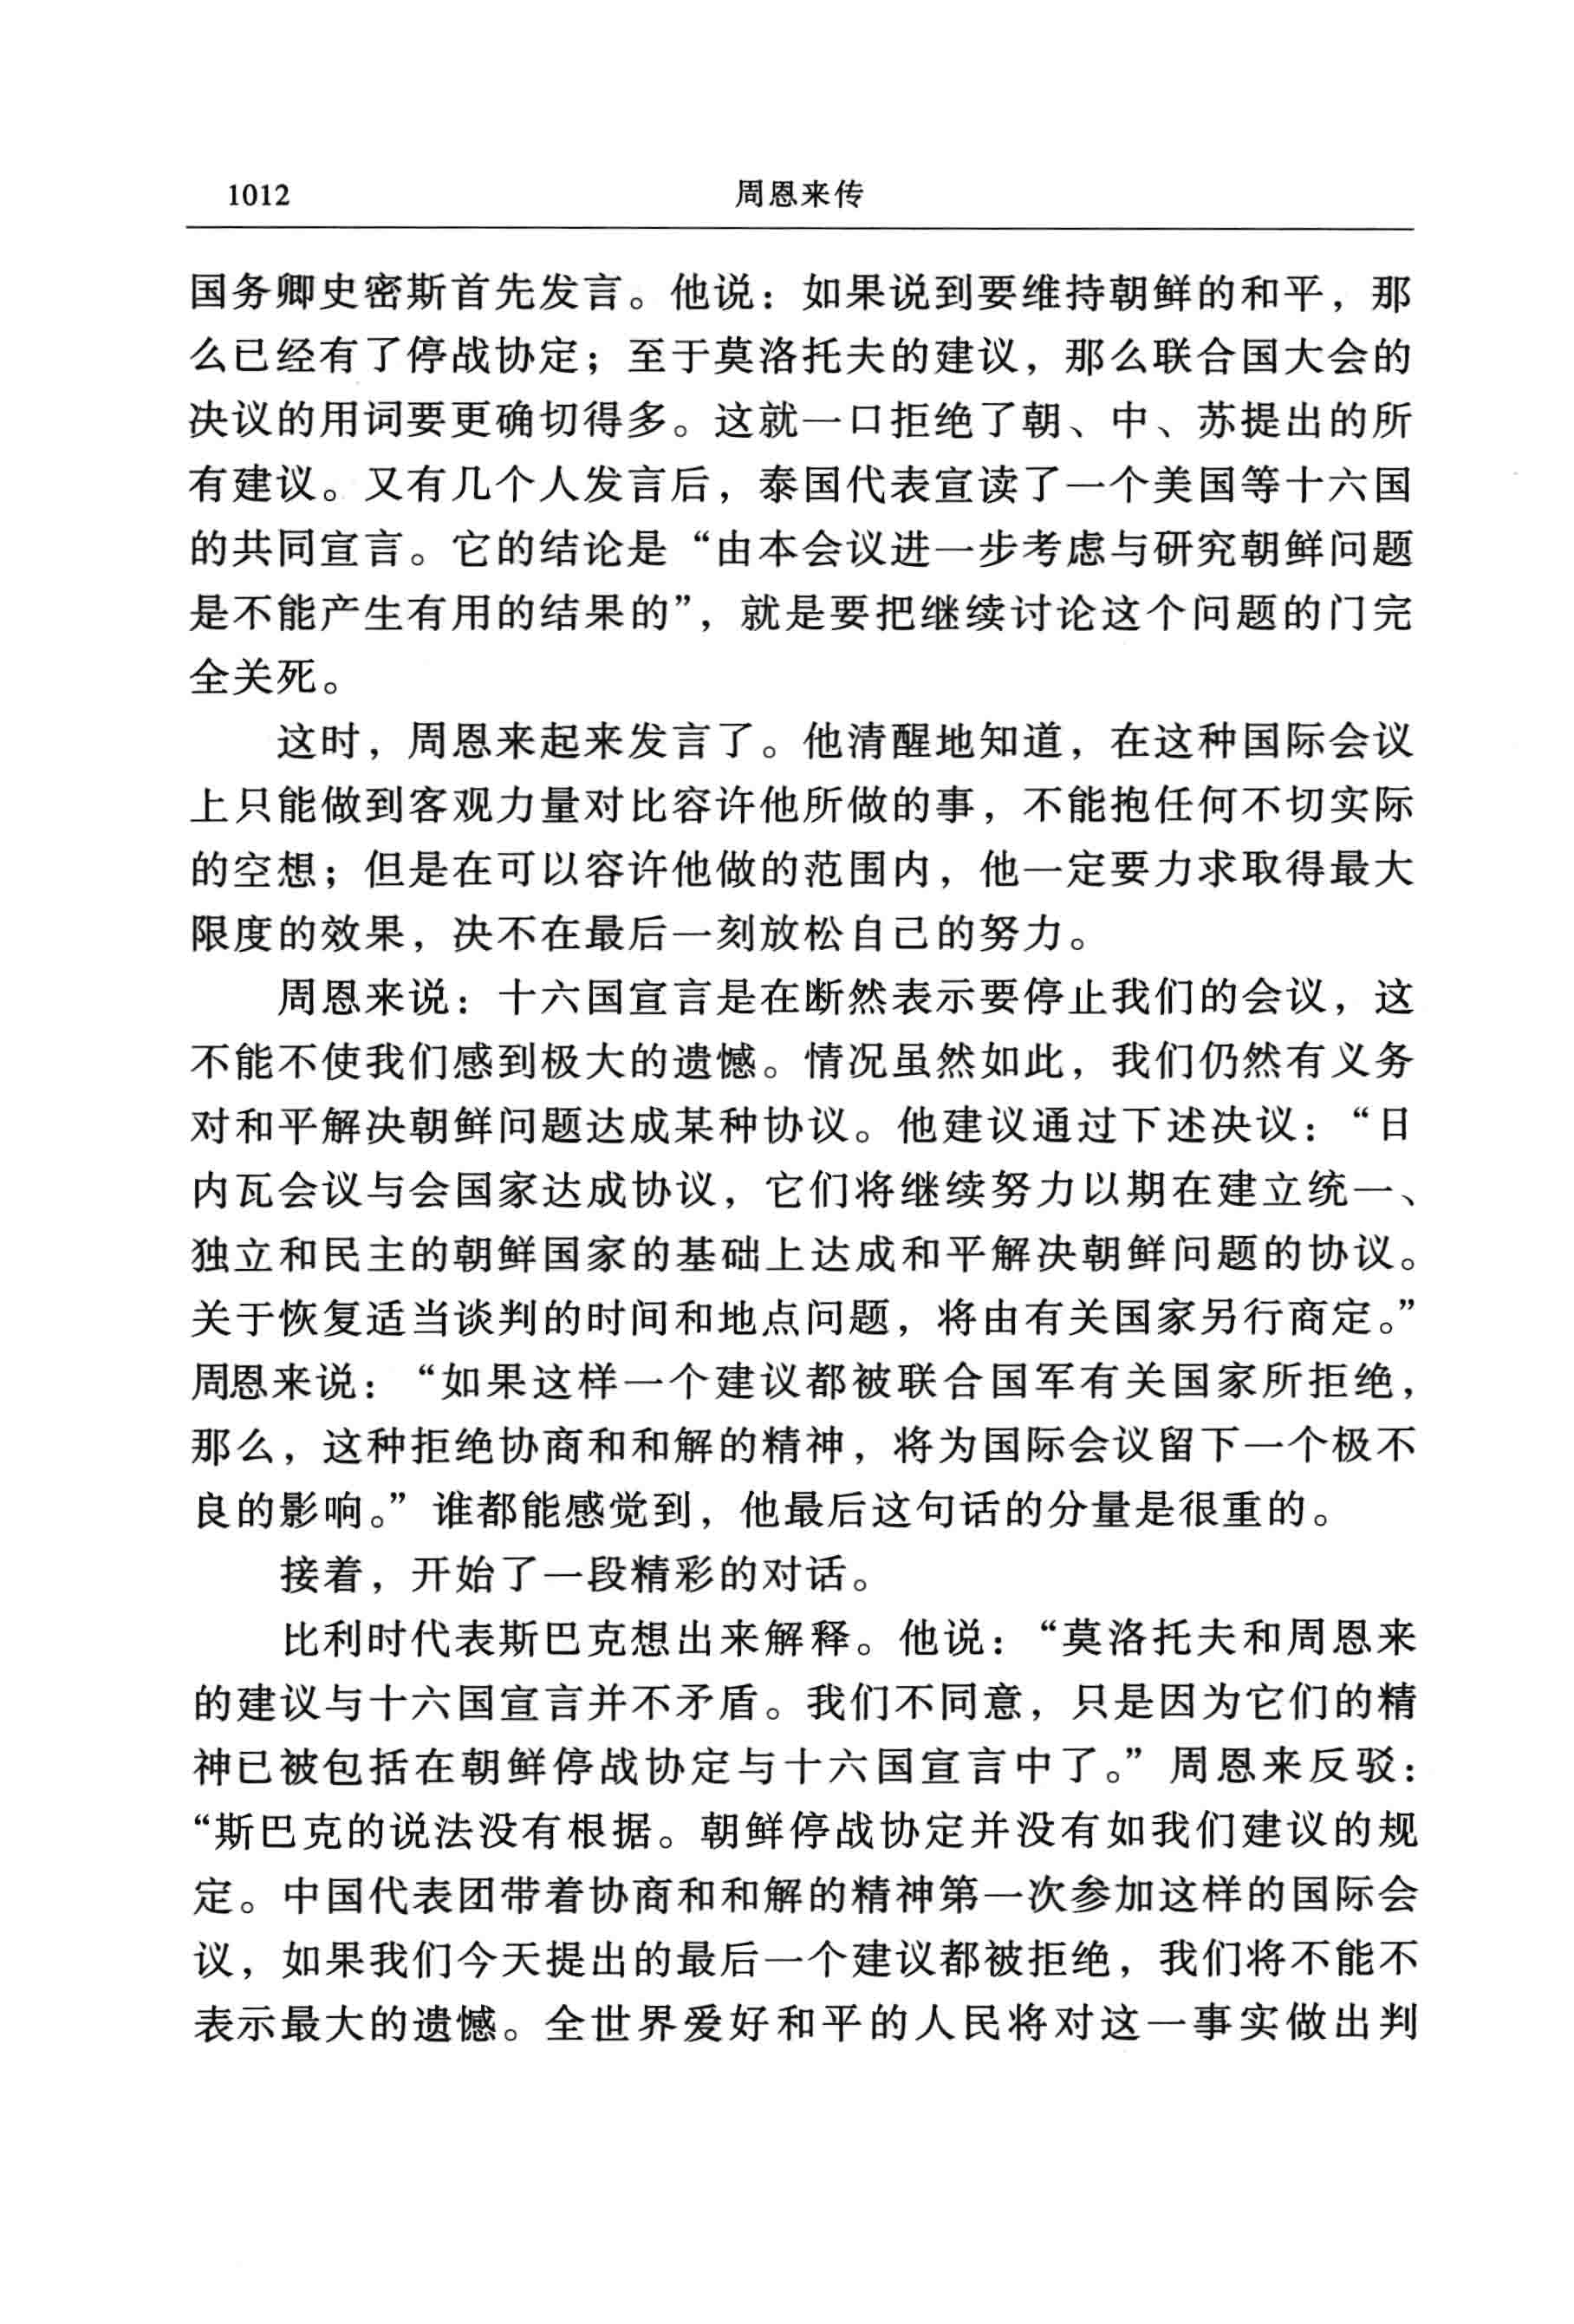 1012 周恩来传
国务卿史密斯首先发言。他说：如果说到要维持朝鲜的和平，那
么已经有了停战协定；至于莫洛托夫的建议，那么联合国大会的
决议的用词要更确切得多。这就一口拒绝了朝、中、苏提出的所
有建议。又有几个人发言后，泰国代表宣读了一个美国等十六国
的共同宣言。它的结论是“由本会议进一步考虑与研究朝鲜问题
是不能产生有用的结果的”，就是要把继续讨论这个问题的门完
全关死。
这时，周恩来起来发言了。他清醒地知道，在这种国际会议
上只能做到客观力量对比容许他所做的事，不能抱任何不切实际
的空想；但是在可以容许他做的范围内，他一定要力求取得最大
限度的效果，决不在最后一刻放松自己的努力。
周恩来说：十六国宣言是在断然表示要停止我们的会议，这
不能不使我们感到极大的遗憾。情况虽然如此，我们仍然有义务
对和平解决朝鲜问题达成某种协议。他建议通过下述决议：“日
内瓦会议与会国家达成协议，它们将继续努力以期在建立统一、
独立和民主的朝鲜国家的基础上达成和平解决朝鲜问题的协议。
关于恢复适当谈判的时间和地点问题，将由有关国家另行商定。”
周恩来说：“如果这样一个建议都被联合国军有关国家所拒绝，
那么，这种拒绝协商和和解的精神，将为国际会议留下一个极不
良的影响。”谁都能感觉到，他最后这句话的分量是很重的。
接着，开始了一段精彩的对话。
比利时代表斯巴克想出来解释。他说：“莫洛托夫和周恩来
的建议与十六国宣言并不矛盾。我们不同意，只是因为它们的精
神已被包括在朝鲜停战协定与十六国宣言中了。”周恩来反驳：
“斯巴克的说法没有根据。朝鲜停战协定并没有如我们建议的规
定。中国代表团带着协商和和解的精神第一次参加这样的国际会
议，如果我们今天提出的最后一个建议都被拒绝，我们将不能不
表示最大的遗憾。全世界爱好和平的人民将对这一事实做出判